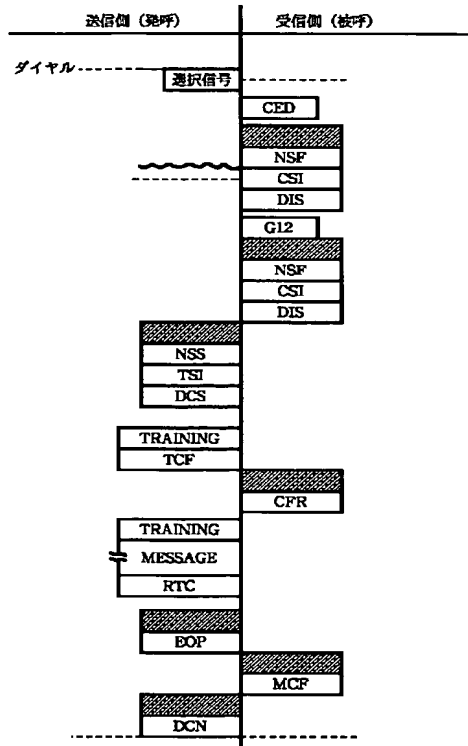 送信側 (発呼) 受信側 (被呼)
ダイヤル
選択信号
CED
NSF
CSI
DIS
G12
NSF
CSI
DIS
NSS
TSI
DCS
TRAINING
TCF
CFR
TRAINING
MESSAGE
RTC
EOP
MCF
DCN